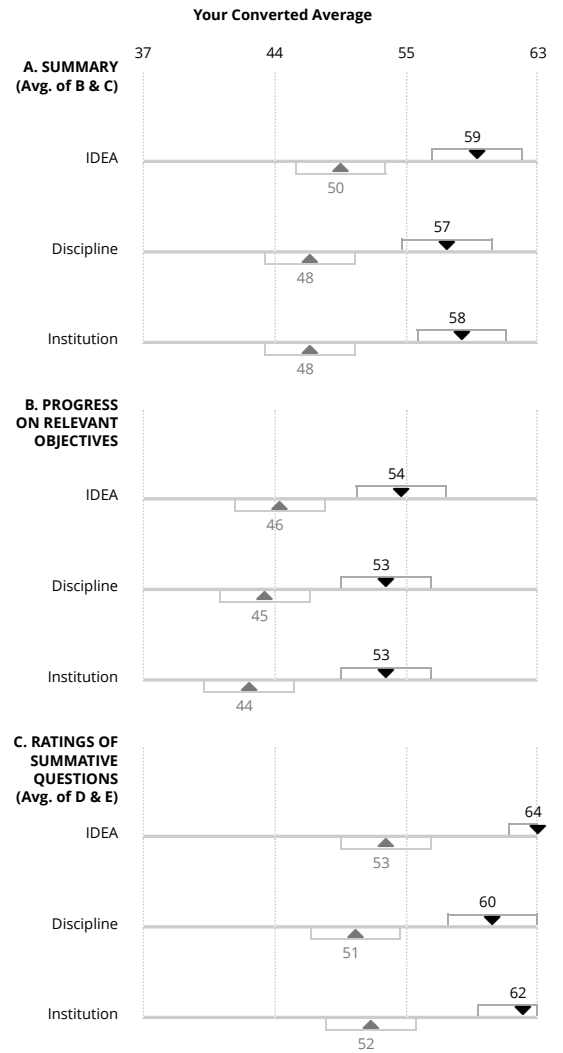 Your Converted Average
37 44 55 63
A. SUMMARY
(Avg. of B & C)
59
IDEA
50
57
Discipline
48
58
Institution
48
B. PROGRESS
ON RELEVANT
OBJECTIVES
54
IDEA
46
53
Discipline
45
53
Institution
44
C. RATINGS OF
SUMMATIVE
QUESTIONS
(Avg. of D & E)
64
IDEA
53
60
Discipline
51
62
Institution
52